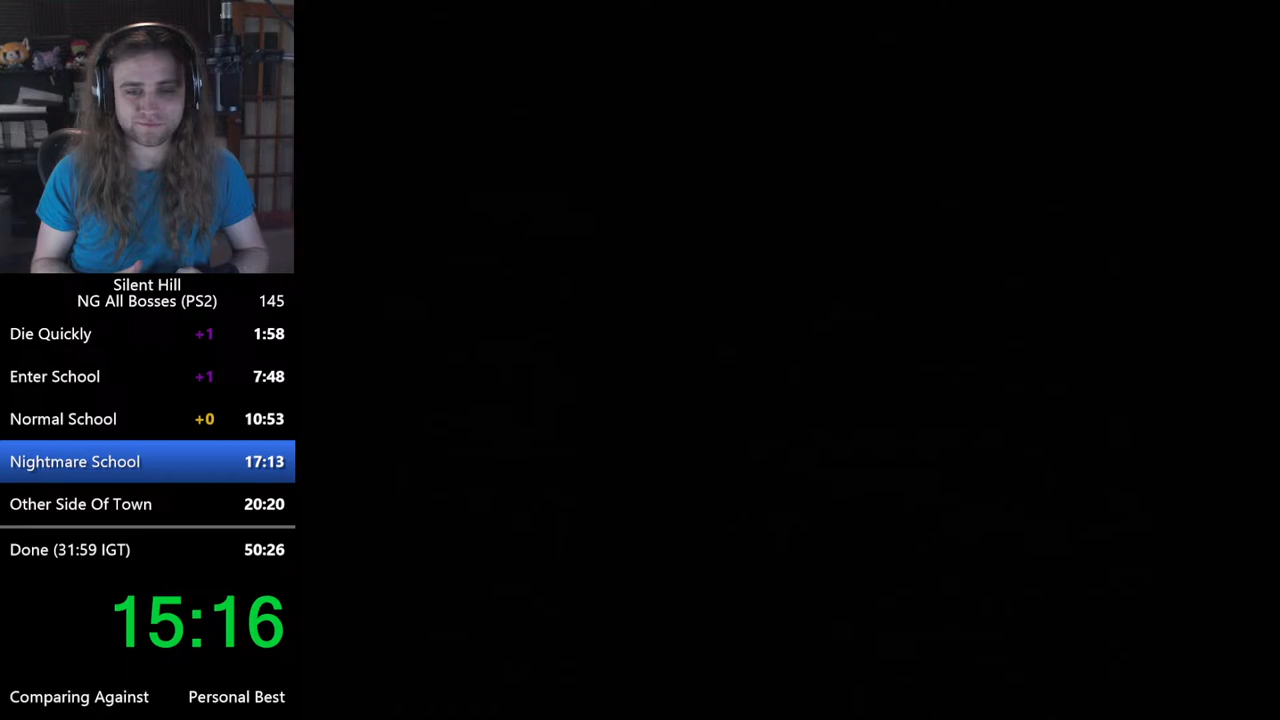 Silent Hill
NG All Bosses (PS2) 145
Die Quickly +1 1:58
Enter School +1 7:48
Normal School +0 10:53
Nightmare School 17:13
Other Side Of Town 20:20
Done (31:59 IGT) 50:26
15:16
Comparing Against Personal Best